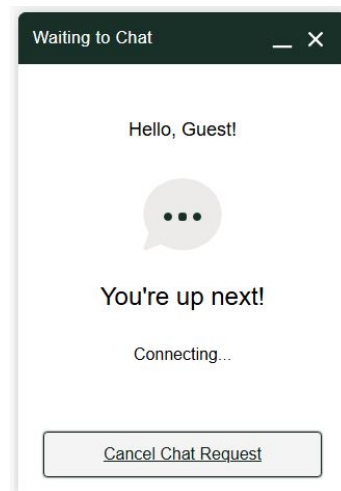 Waiting to Chat
Hello, Guest!
You're up next!
Connecting...
Cancel Chat Request